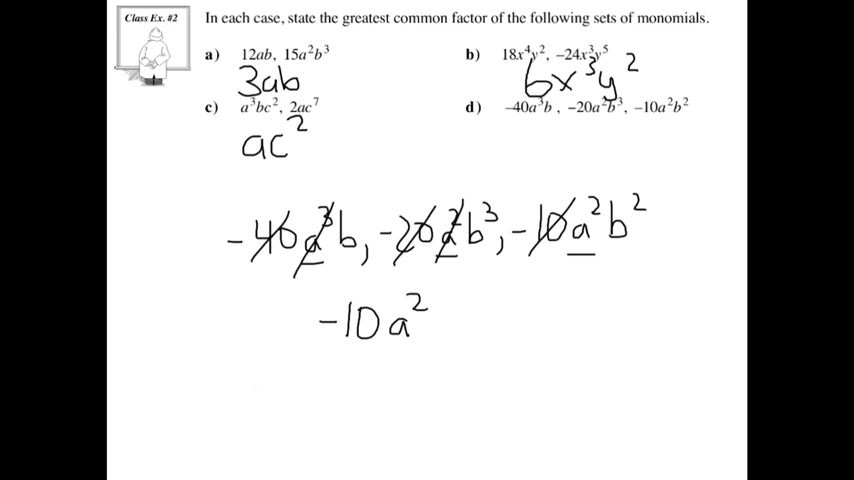 Class Ex. #2
In each case, state the greatest common factor of the following sets of monomials.
a) 12ab, 15a²b³
b) 18x⁴y², −24x³y⁵
3ab
6x³y²
c) a³bc², 2ac⁷
d) −40a³b , −20a²b³, −10a²b²
ac²
-40a³b, -20a²b³, -10a²b²
-10a²